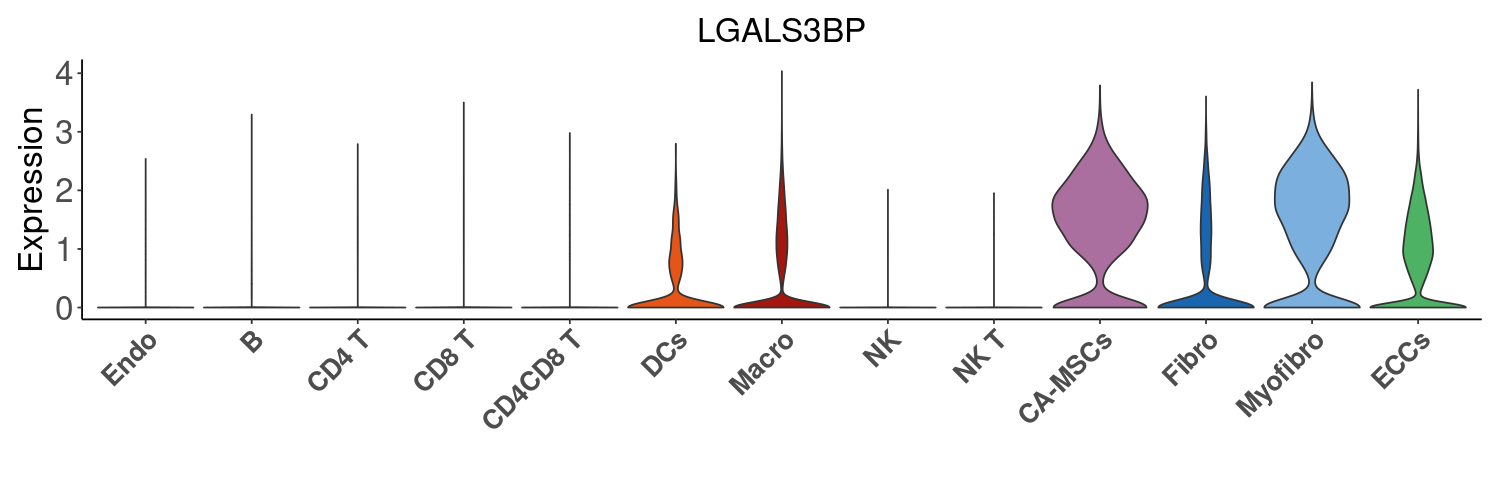 LGALS3BP
Expression
4
3
2
1
0
Endo
B
CD4 T
CD8 T
CD4CD8 T
DCs
Macro
NK
NK T
CA-MSCs
Fibro
Myofibro
ECCs